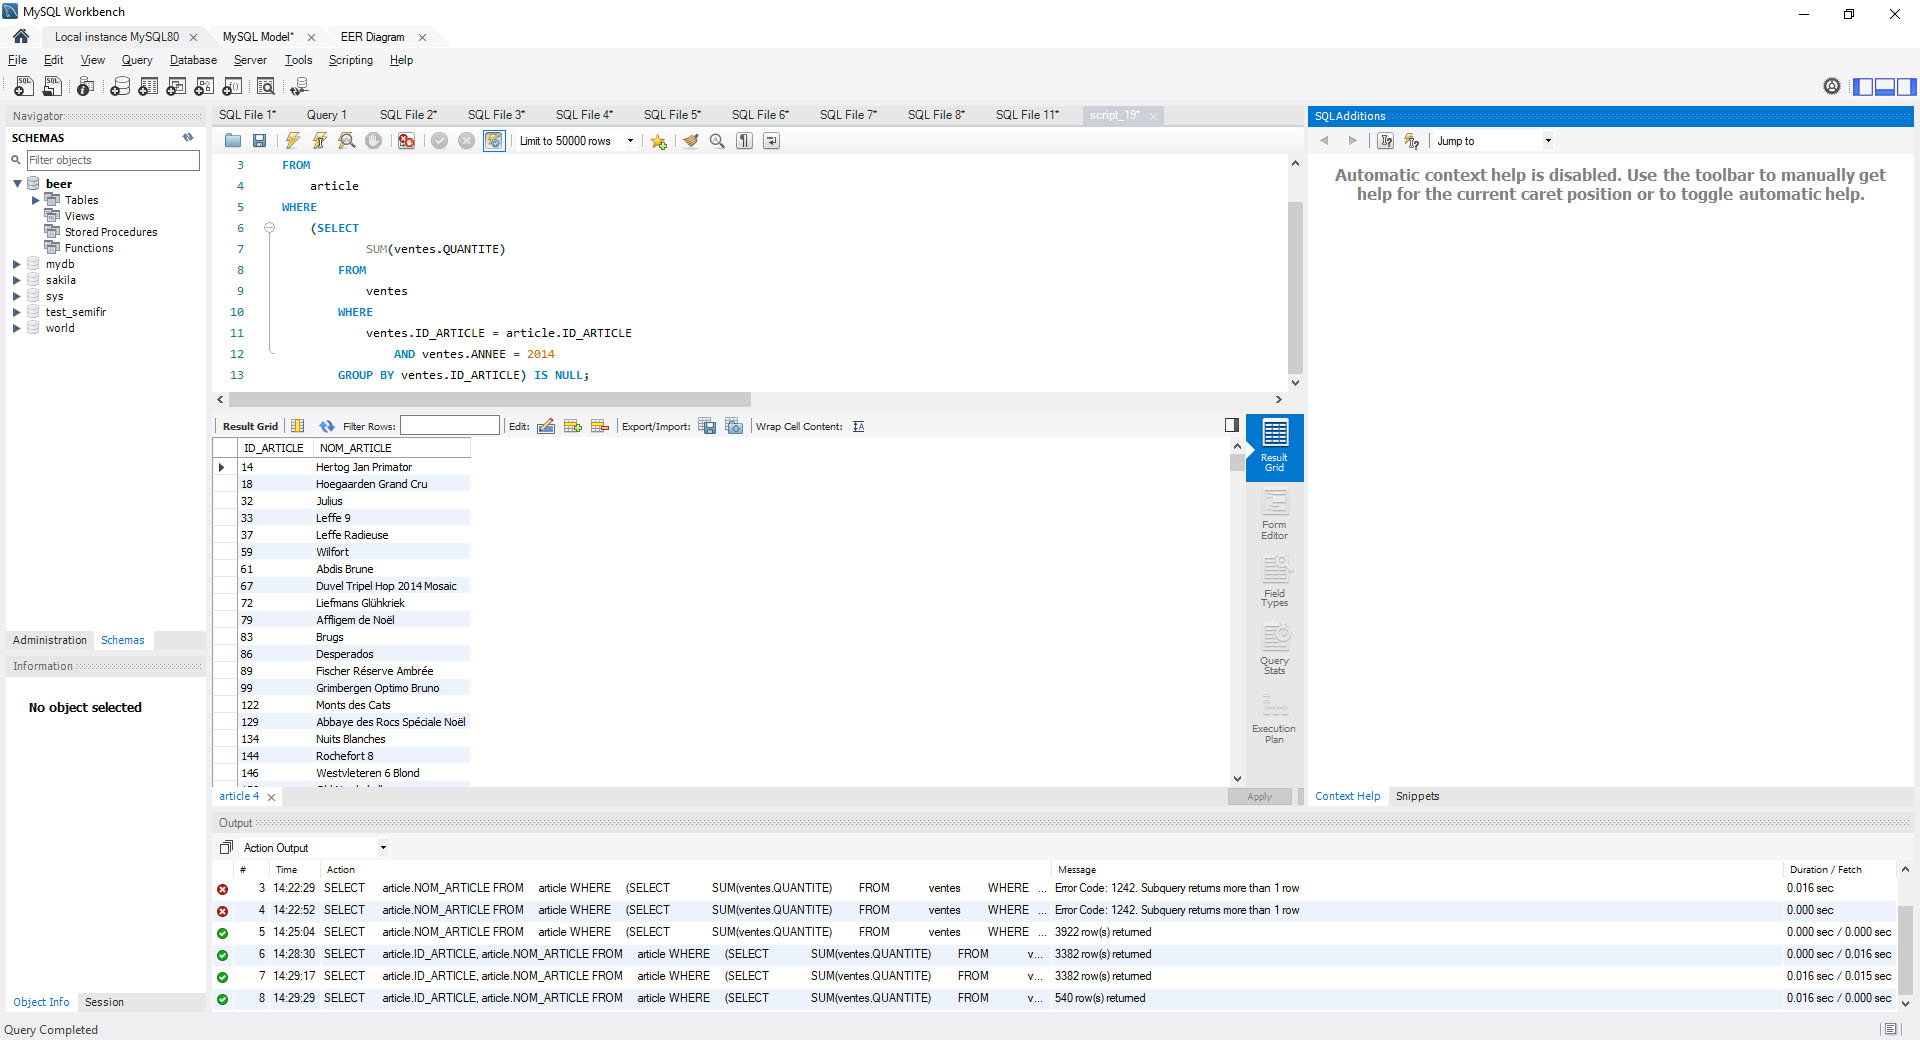 MySQL Workbench
Local instance MySQL80
MySQL Model*
EER Diagram
File Edit View Query Database Server Tools Scripting Help
Navigator
SCHEMAS
Filter objects
beer
Tables
Views
Stored Procedures
Functions
mydb
sakila
sys
test_semifir
world
Administration Schemas
Information
No object selected
Object Info Session
SQL File 1* Query 1 SQL File 2* SQL File 3* SQL File 4* SQL File 5* SQL File 6* SQL File 7* SQL File 8* SQL File 11* script_19*
Limit to 50000 rows
3 FROM
4 article
5 WHERE
6 (SELECT
7 SUM(ventes.QUANTITE)
8 FROM
9 ventes
10 WHERE
11 ventes.ID_ARTICLE = article.ID_ARTICLE
12 AND ventes.ANNEE = 2014
13 GROUP BY ventes.ID_ARTICLE) IS NULL;
Result Grid Filter Rows: Edit: Export/Import: Wrap Cell Content:
ID_ARTICLE NOM_ARTICLE
14 Hertog Jan Primator
18 Hoegaarden Grand Cru
32 Julius
33 Leffe 9
37 Leffe Radieuse
59 Wilfort
61 Abdis Brune
67 Duvel Tripel Hop 2014 Mosaic
72 Liefmans Glühkriek
79 Affligem de Noël
83 Brugs
86 Desperados
89 Fischer Réserve Ambrée
99 Grimbergen Optimo Bruno
122 Monts des Cats
129 Abbaye des Rocs Spéciale Noël
134 Nuits Blanches
144 Rochefort 8
146 Westvleteren 6 Blond
Result
Grid
Form
Editor
Field
Types
Query
Stats
Execution
Plan
article 4
Apply
SQLAdditions
Jump to
Automatic context help is disabled. Use the toolbar to manually get
help for the current caret position or to toggle automatic help.
Context Help Snippets
Output
Action Output
# Time Action Message Duration / Fetch
3 14:22:29 SELECT article.NOM_ARTICLE FROM article WHERE (SELECT SUM(ventes.QUANTITE) FROM ventes WHERE ... Error Code: 1242. Subquery returns more than 1 row 0.016 sec
4 14:22:52 SELECT article.NOM_ARTICLE FROM article WHERE (SELECT SUM(ventes.QUANTITE) FROM ventes WHERE ... Error Code: 1242. Subquery returns more than 1 row 0.000 sec
5 14:25:04 SELECT article.NOM_ARTICLE FROM article WHERE (SELECT SUM(ventes.QUANTITE) FROM ventes WHERE ... 3922 row(s) returned 0.000 sec / 0.000 sec
6 14:28:30 SELECT article.ID_ARTICLE, article.NOM_ARTICLE FROM article WHERE (SELECT SUM(ventes.QUANTITE) FROM v... 3382 row(s) returned 0.000 sec / 0.016 sec
7 14:29:17 SELECT article.ID_ARTICLE, article.NOM_ARTICLE FROM article WHERE (SELECT SUM(ventes.QUANTITE) FROM v... 3382 row(s) returned 0.016 sec / 0.015 sec
8 14:29:29 SELECT article.ID_ARTICLE, article.NOM_ARTICLE FROM article WHERE (SELECT SUM(ventes.QUANTITE) FROM v... 540 row(s) returned 0.016 sec / 0.000 sec
Query Completed